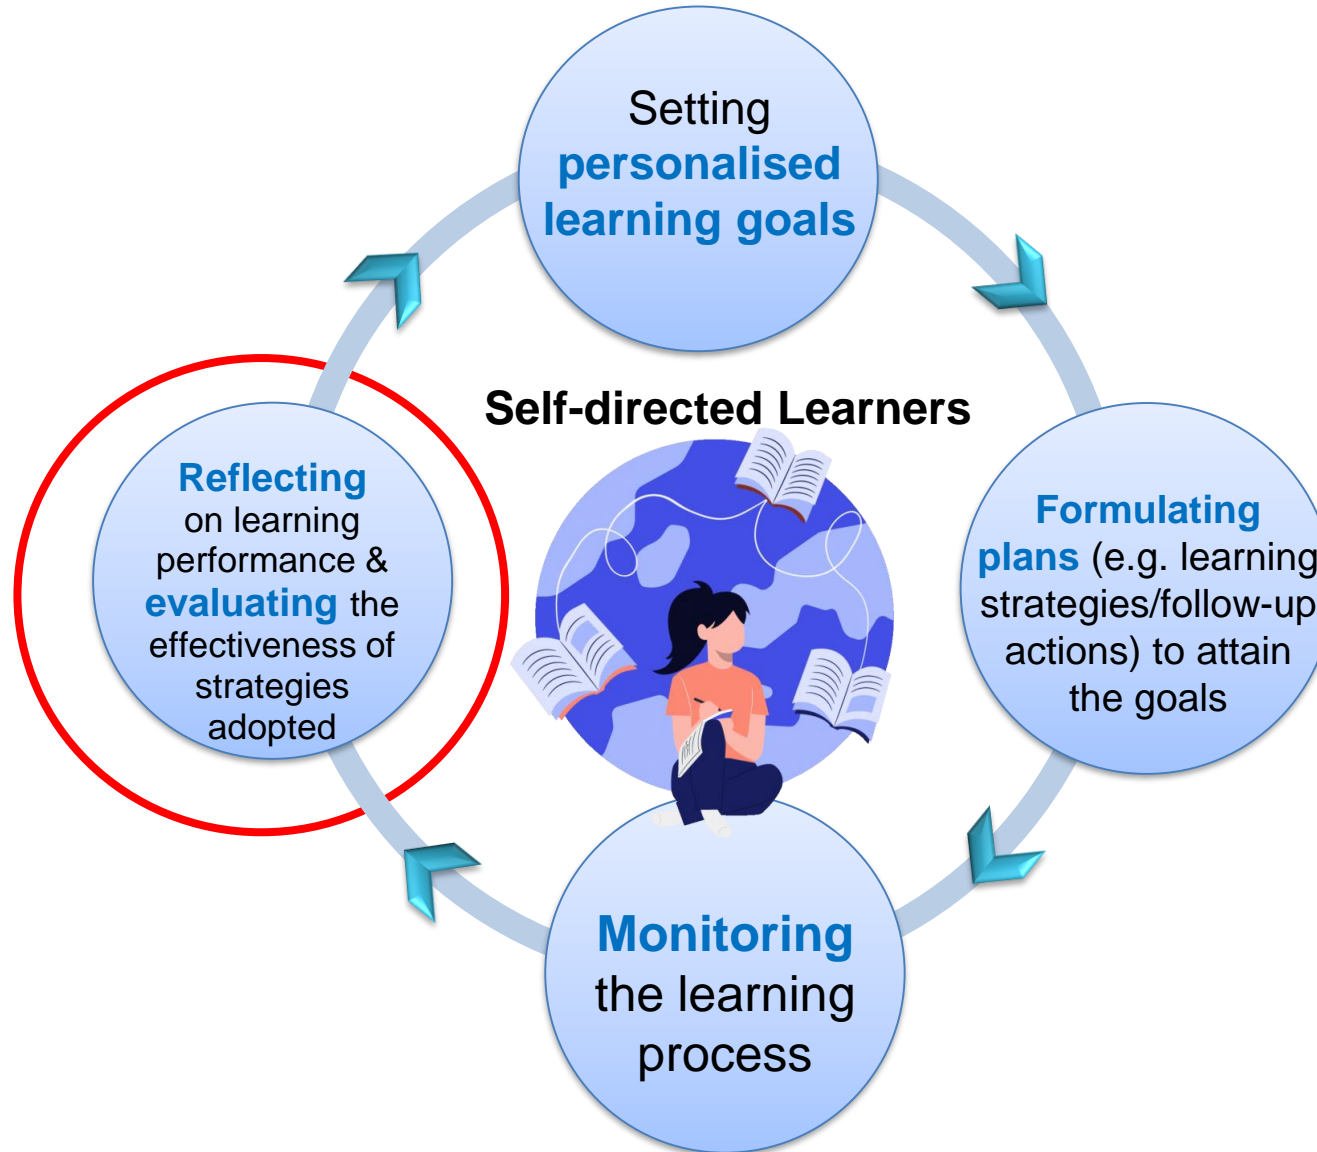 Setting
personalised
learning goals
Self-directed Learners
Reflecting
on learning
performance &
evaluating the
effectiveness of
strategies
adopted
Formulating
plans (e.g. learning
strategies/follow-up
actions) to attain
the goals
Monitoring
the learning
process